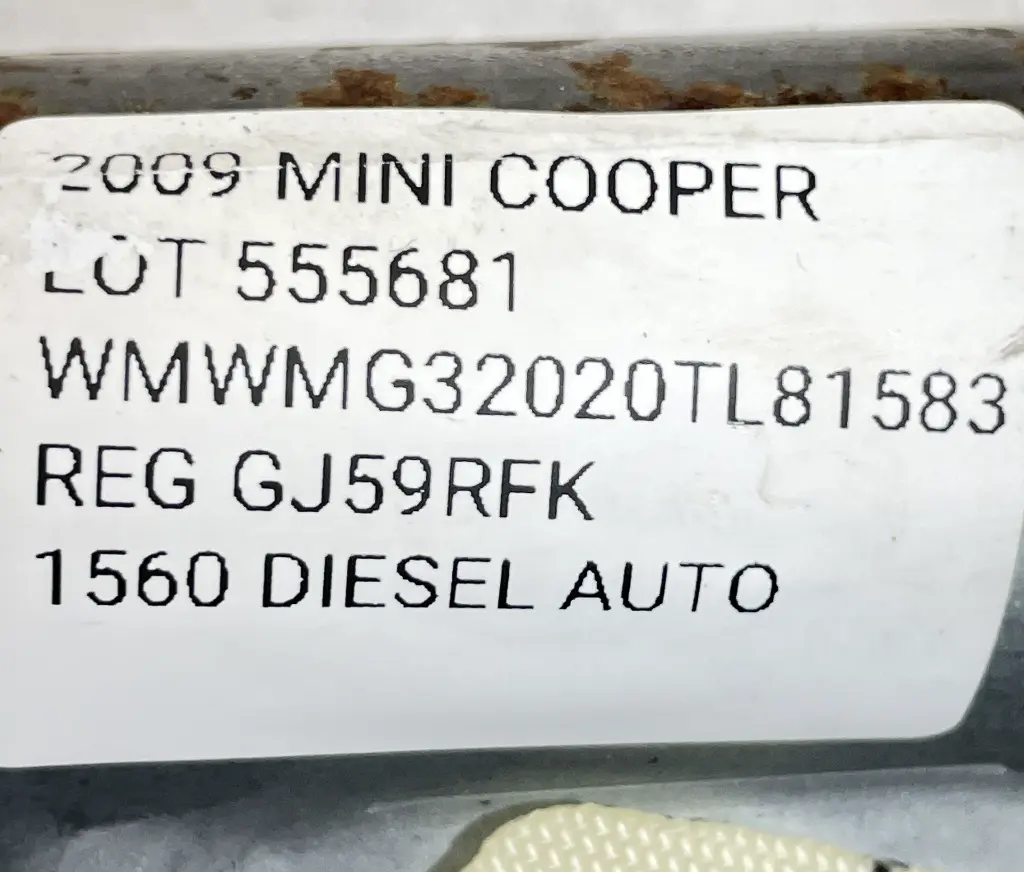 2009 MINI COOPER
LOT 555681
WMWMG32020TL81583
REG GJ59RFK
1560 DIESEL AUTO